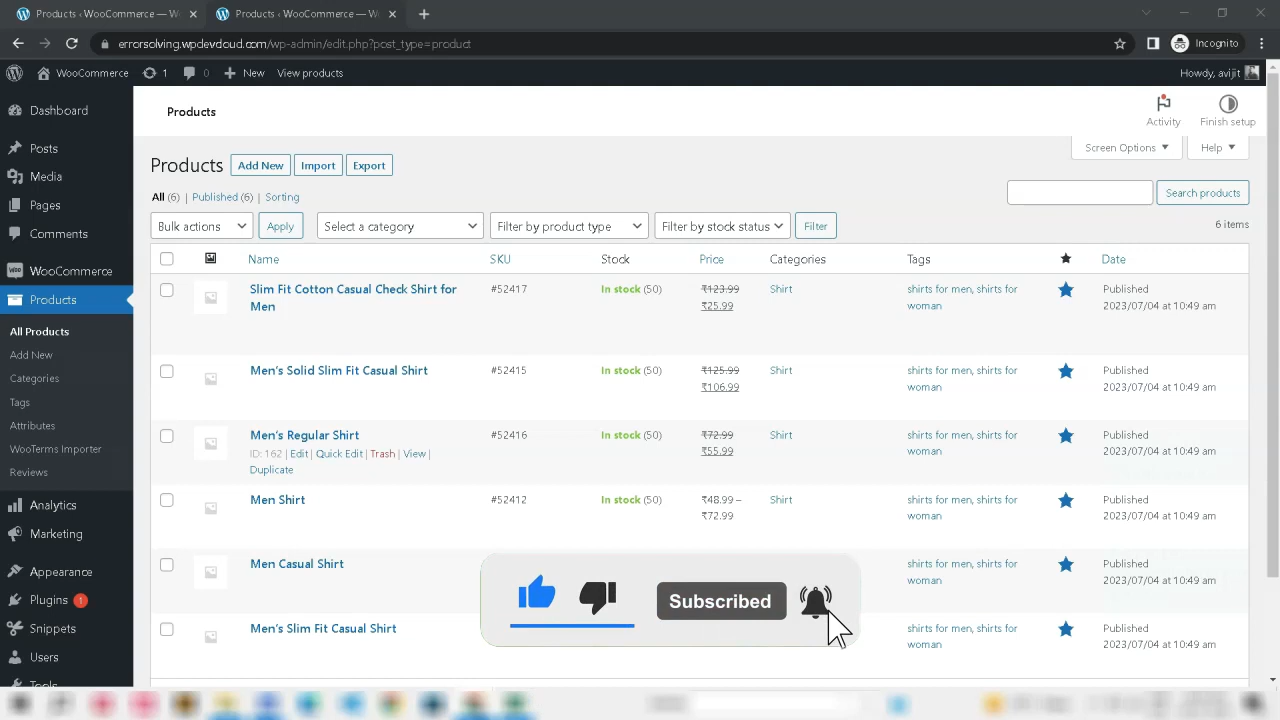 Products < WooCommerce — W
Products < WooCommerce — W
errorsolving.wpdevcloud.com/wp-admin/edit.php?post_type=product
Incognito
WooCommerce 1 0 New View products
Howdy, avijit
Dashboard
Posts
Media
Pages
Comments
WooCommerce
Products
All Products
Add New
Categories
Tags
Attributes
WooTerms Importer
Reviews
Analytics
Marketing
Appearance
Plugins 1
Snippets
Users
Tools
Products
Activity
Finish setup
Screen Options
Help
Products Add New Import Export
All (6) | Published (6) | Sorting
Search products
Bulk actions Apply Select a category Filter by product type Filter by stock status Filter
6 items
Name SKU Stock Price Categories Tags Date
Slim Fit Cotton Casual Check Shirt for
Men
#52417
In stock (50)
₹123.99
₹25.99
Shirt
shirts for men, shirts for
woman
Published
2023/07/04 at 10:49 am
Men's Solid Slim Fit Casual Shirt
#52415
In stock (50)
₹125.99
₹106.99
Shirt
shirts for men, shirts for
woman
Published
2023/07/04 at 10:49 am
Men's Regular Shirt
ID: 162 | Edit | Quick Edit | Trash | View |
Duplicate
#52416
In stock (50)
₹72.99
₹55.99
Shirt
shirts for men, shirts for
woman
Published
2023/07/04 at 10:49 am
Men Shirt
#52412
In stock (50)
₹48.99 –
₹72.99
Shirt
shirts for men, shirts for
woman
Published
2023/07/04 at 10:49 am
Men Casual Shirt
shirts for men, shirts for
woman
Published
2023/07/04 at 10:49 am
Men's Slim Fit Casual Shirt
shirts for men, shirts for
woman
Published
2023/07/04 at 10:49 am
Subscribed